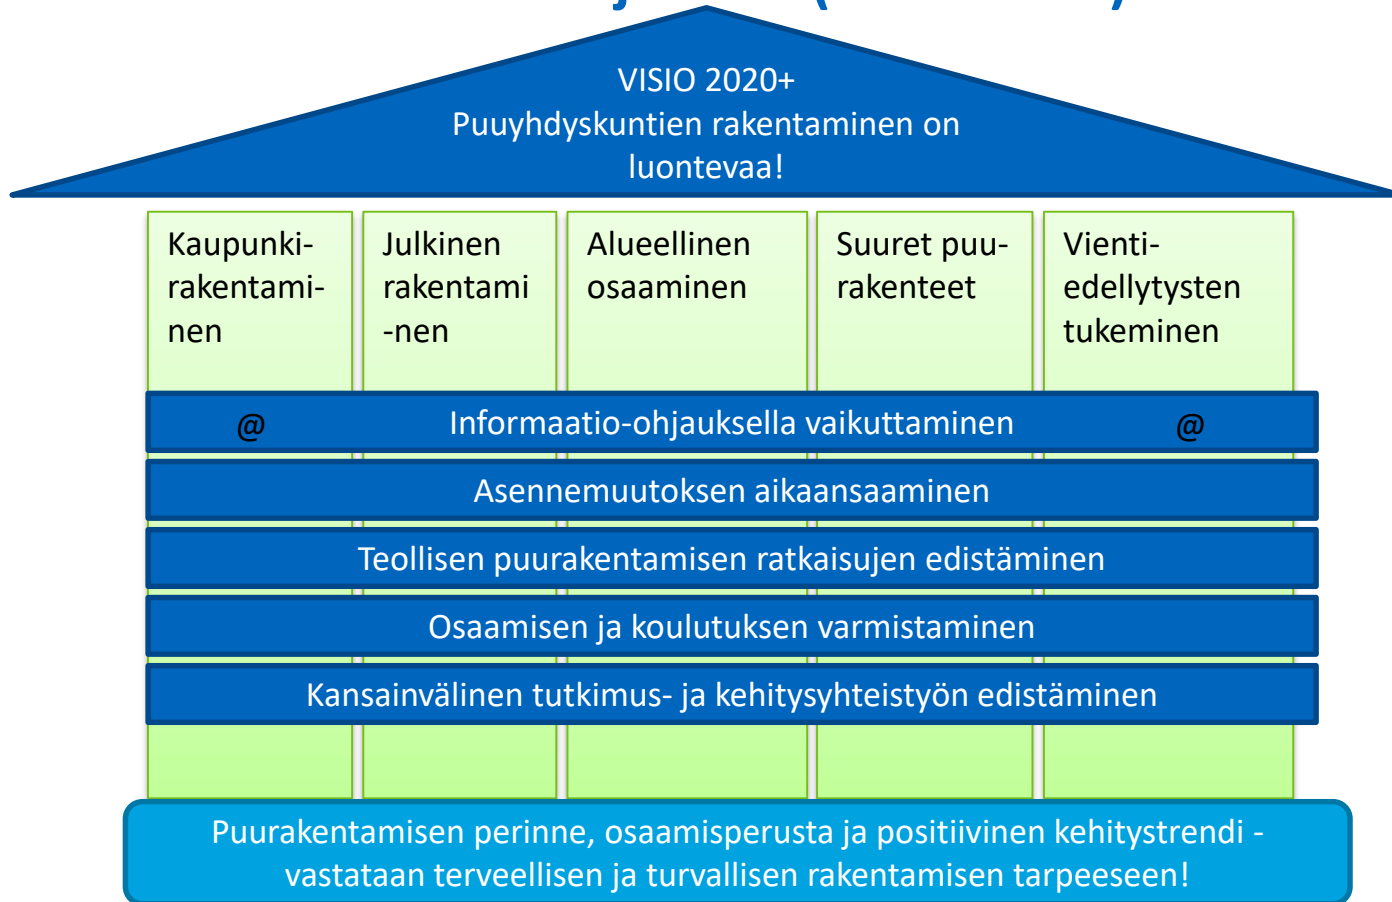 VISIO 2020+
Puuyhdyskuntien rakentaminen on
luontevaa!
Kaupunki-
rakentami-
nen
Julkinen
rakentami
-nen
Alueellinen
osaaminen
Suuret puu-
rakenteet
Vienti-
edellytysten
tukeminen
@ Informaatio-ohjauksella vaikuttaminen @
Asennemuutoksen aikaansaaminen
Teollisen puurakentamisen ratkaisujen edistäminen
Osaamisen ja koulutuksen varmistaminen
Kansainvälinen tutkimus- ja kehitysyhteistyön edistäminen
Puurakentamisen perinne, osaamisperusta ja positiivinen kehitystrendi -
vastataan terveellisen ja turvallisen rakentamisen tarpeeseen!